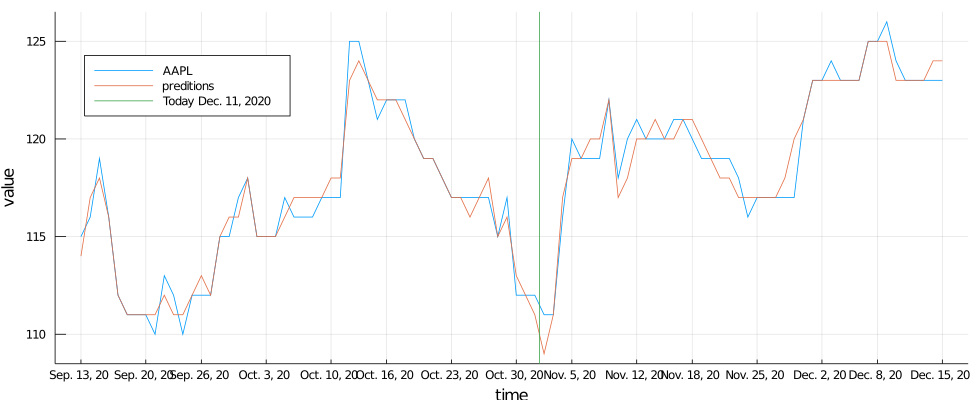 125
120
115
110
value
AAPL
preditions
Today Dec. 11, 2020
Sep. 13, 20 Sep. 20, 20 Sep. 26, 20 Oct. 3, 20 Oct. 10, 20 Oct. 16, 20 Oct. 23, 20 Oct. 30, 20 Nov. 5, 20 Nov. 12, 20 Nov. 18, 20 Nov. 25, 20 Dec. 2, 20 Dec. 8, 20 Dec. 15, 20
time